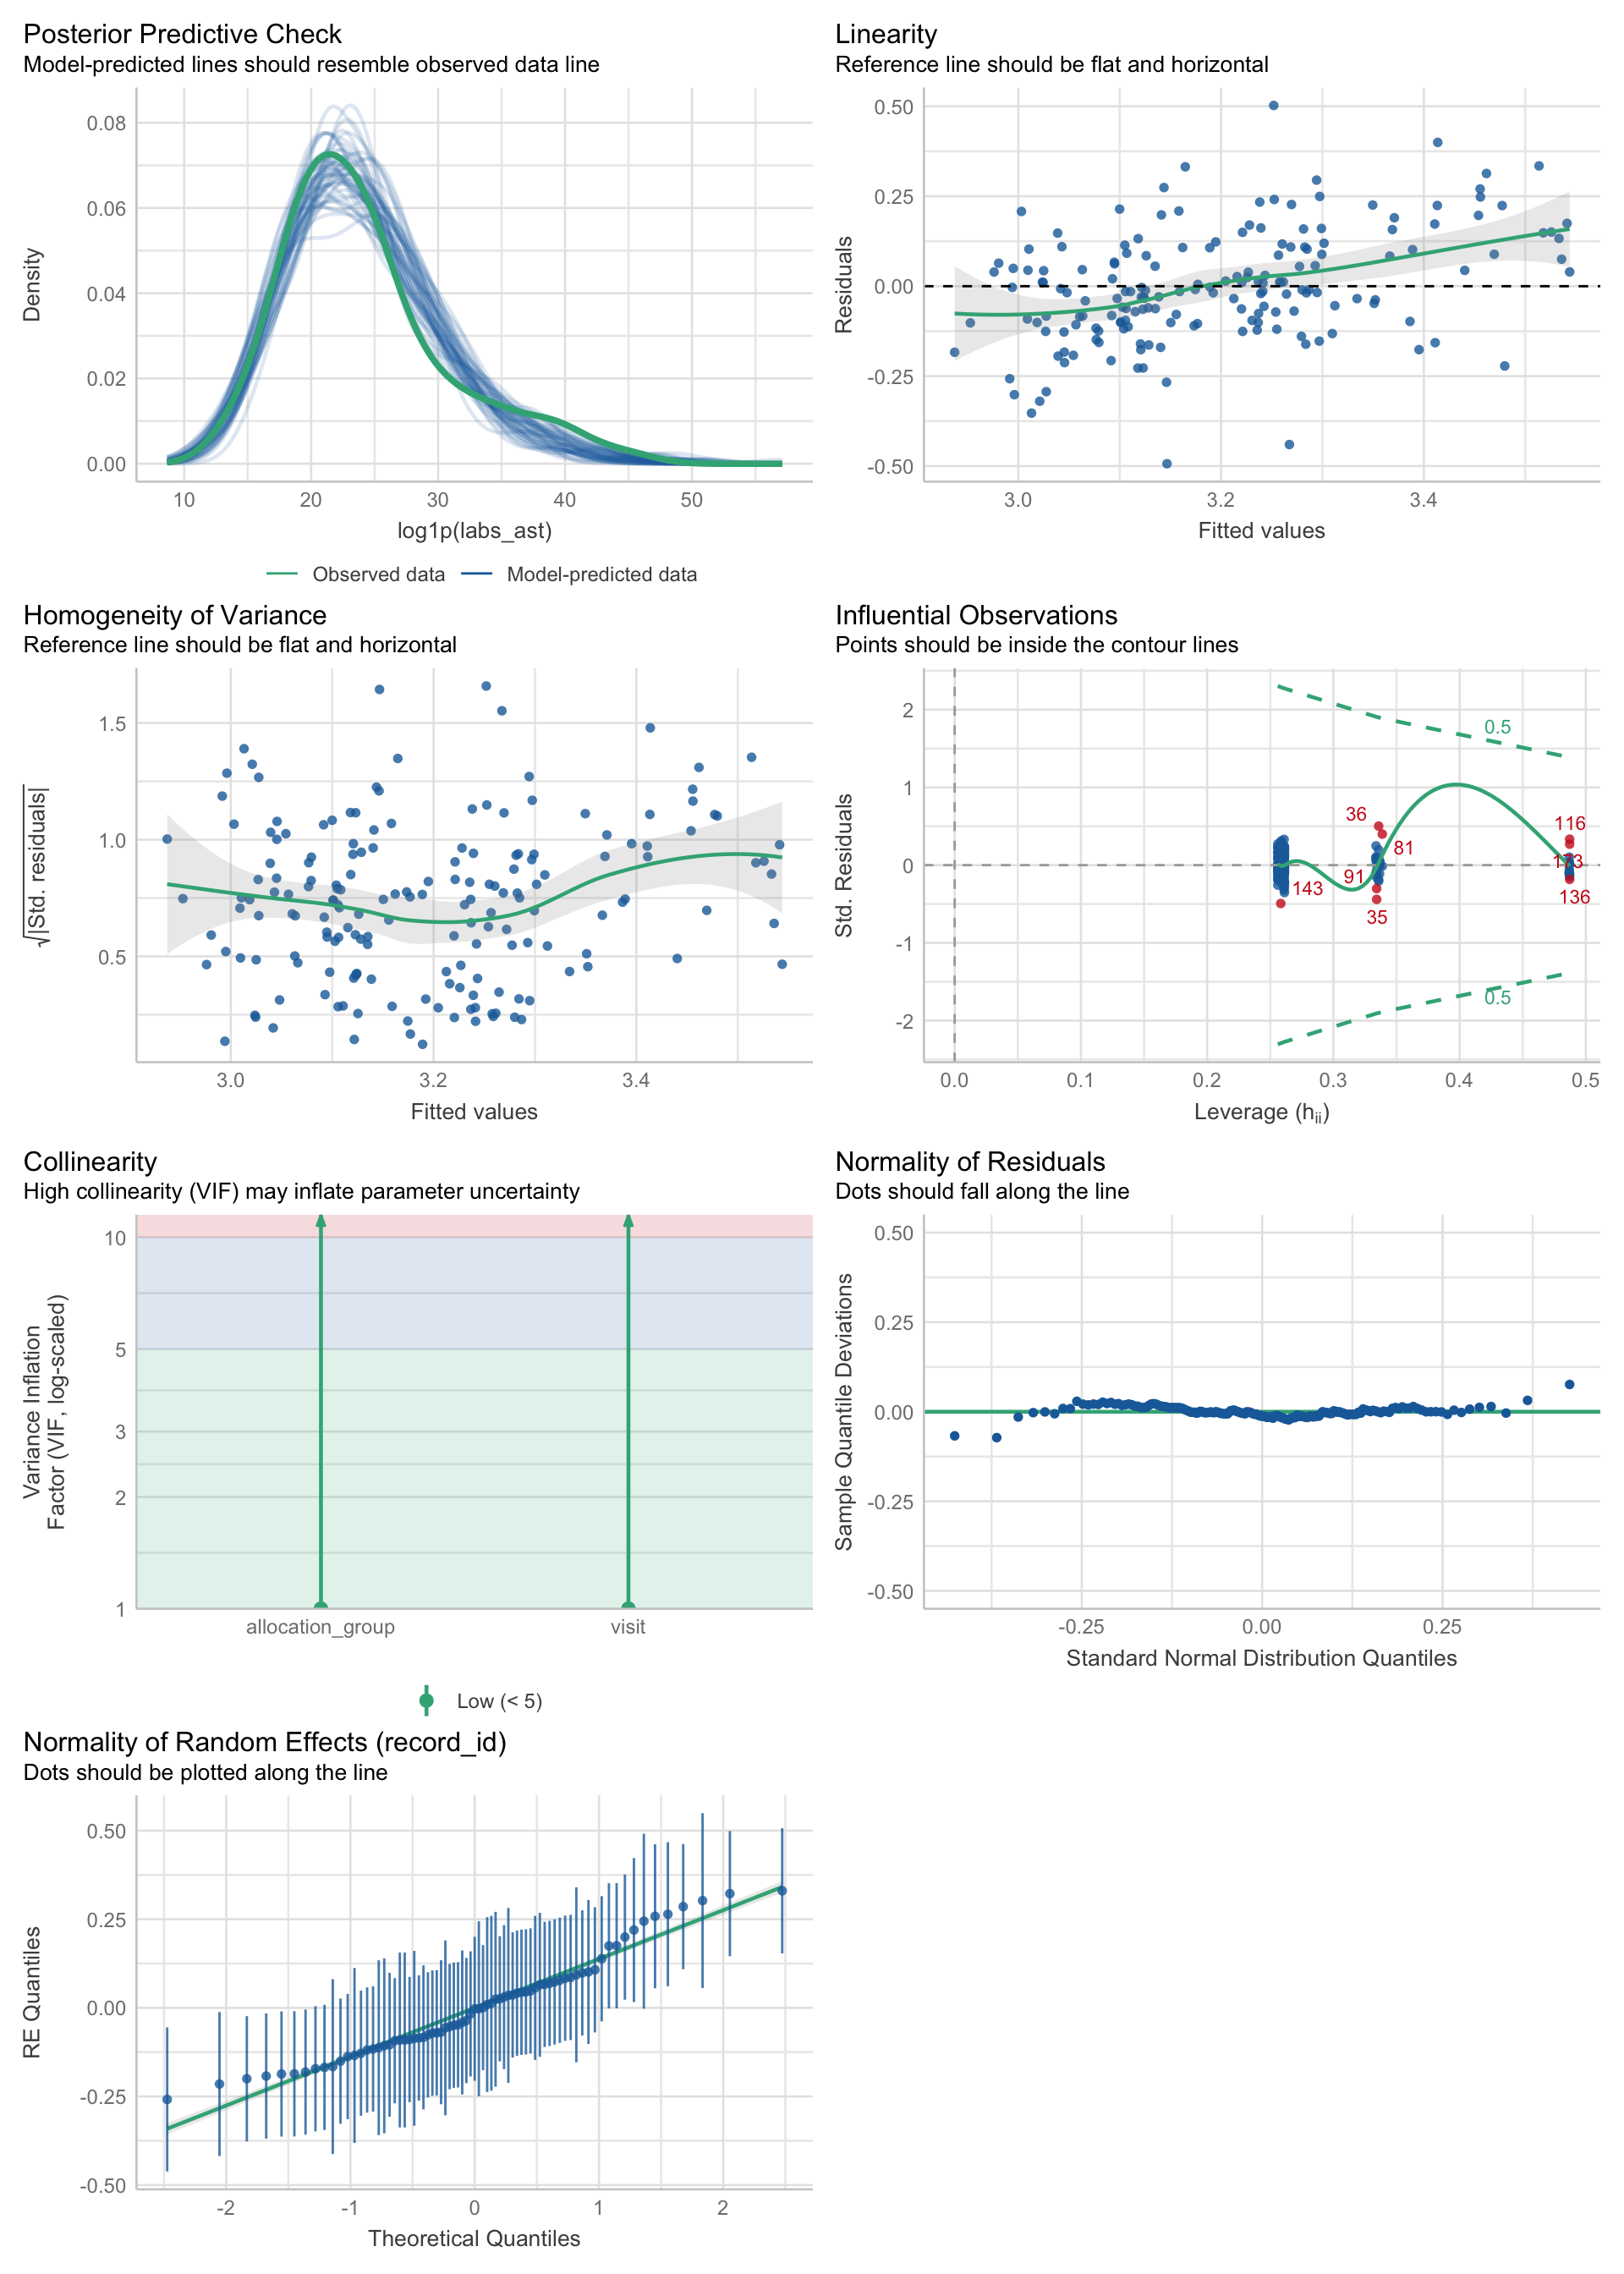 Posterior Predictive Check
Model-predicted lines should resemble observed data line
0.08
0.06
0.04
0.02
0.00
Density
10 20 30 40 50
log1p(labs_ast)
Observed data Model-predicted data
Linearity
Reference line should be flat and horizontal
0.50
0.25
0.00
-0.25
-0.50
Residuals
3.0 3.2 3.4
Fitted values
Homogeneity of Variance
Reference line should be flat and horizontal
1.5
1.0
0.5
√|Std. residuals|
3.0 3.2 3.4
Fitted values
Influential Observations
Points should be inside the contour lines
2
1
0
-1
-2
Std. Residuals
0.5
36
116
81
173
91
143
136
35
0.5
0.0 0.1 0.2 0.3 0.4 0.5
Leverage (hii)
Collinearity
High collinearity (VIF) may inflate parameter uncertainty
10
5
3
2
1
Variance Inflation
Factor (VIF, log-scaled)
allocation_group visit
Low (< 5)
Normality of Residuals
Dots should fall along the line
0.50
0.25
0.00
-0.25
-0.50
Sample Quantile Deviations
-0.25 0.00 0.25
Standard Normal Distribution Quantiles
Normality of Random Effects (record_id)
Dots should be plotted along the line
0.50
0.25
0.00
-0.25
-0.50
RE Quantiles
-2 -1 0 1 2
Theoretical Quantiles